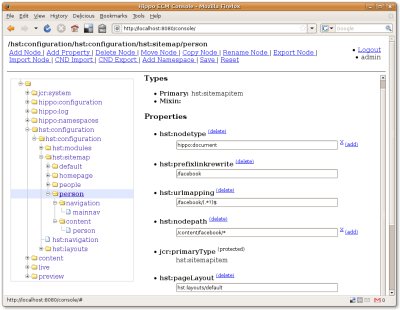 Hippo ECM Console - Mozilla Firefox
File Edit View History Delicious Bookmarks Tools Help
http://localhost:8080/console/
Google
/hst:configuration/hst:configuration/hst:sitemap/person
Add Node | Add Property | Delete Node | Move Node | Copy Node | Rename Node | Export Node |
Import Node | CND Import | CND Export | Add Namespace | Save | Reset
Logout
admin
jcr:system
hippo:configuration
hippo:log
hippo:namespaces
hst:configuration
hst:configuration
hst:modules
hst:sitemap
default
homepage
people
person
navigation
mainnav
content
person
hst:navigation
hst:layouts
content
live
preview
Types
Primary: hst:sitemapitem
Mixin:
Properties
hst:nodetype (delete)
hippo:document
X (add)
hst:prefixlinkrewrite (delete)
/facebook
hst:urlmapping (delete)
/facebook/(.*?)$
hst:nodepath (delete)
/content/facebook/*
X (add)
jcr:primaryType (protected)
hst:sitemapitem
hst:pageLayout (delete)
hst:layouts/default
http://localhost:8080/console/#
0